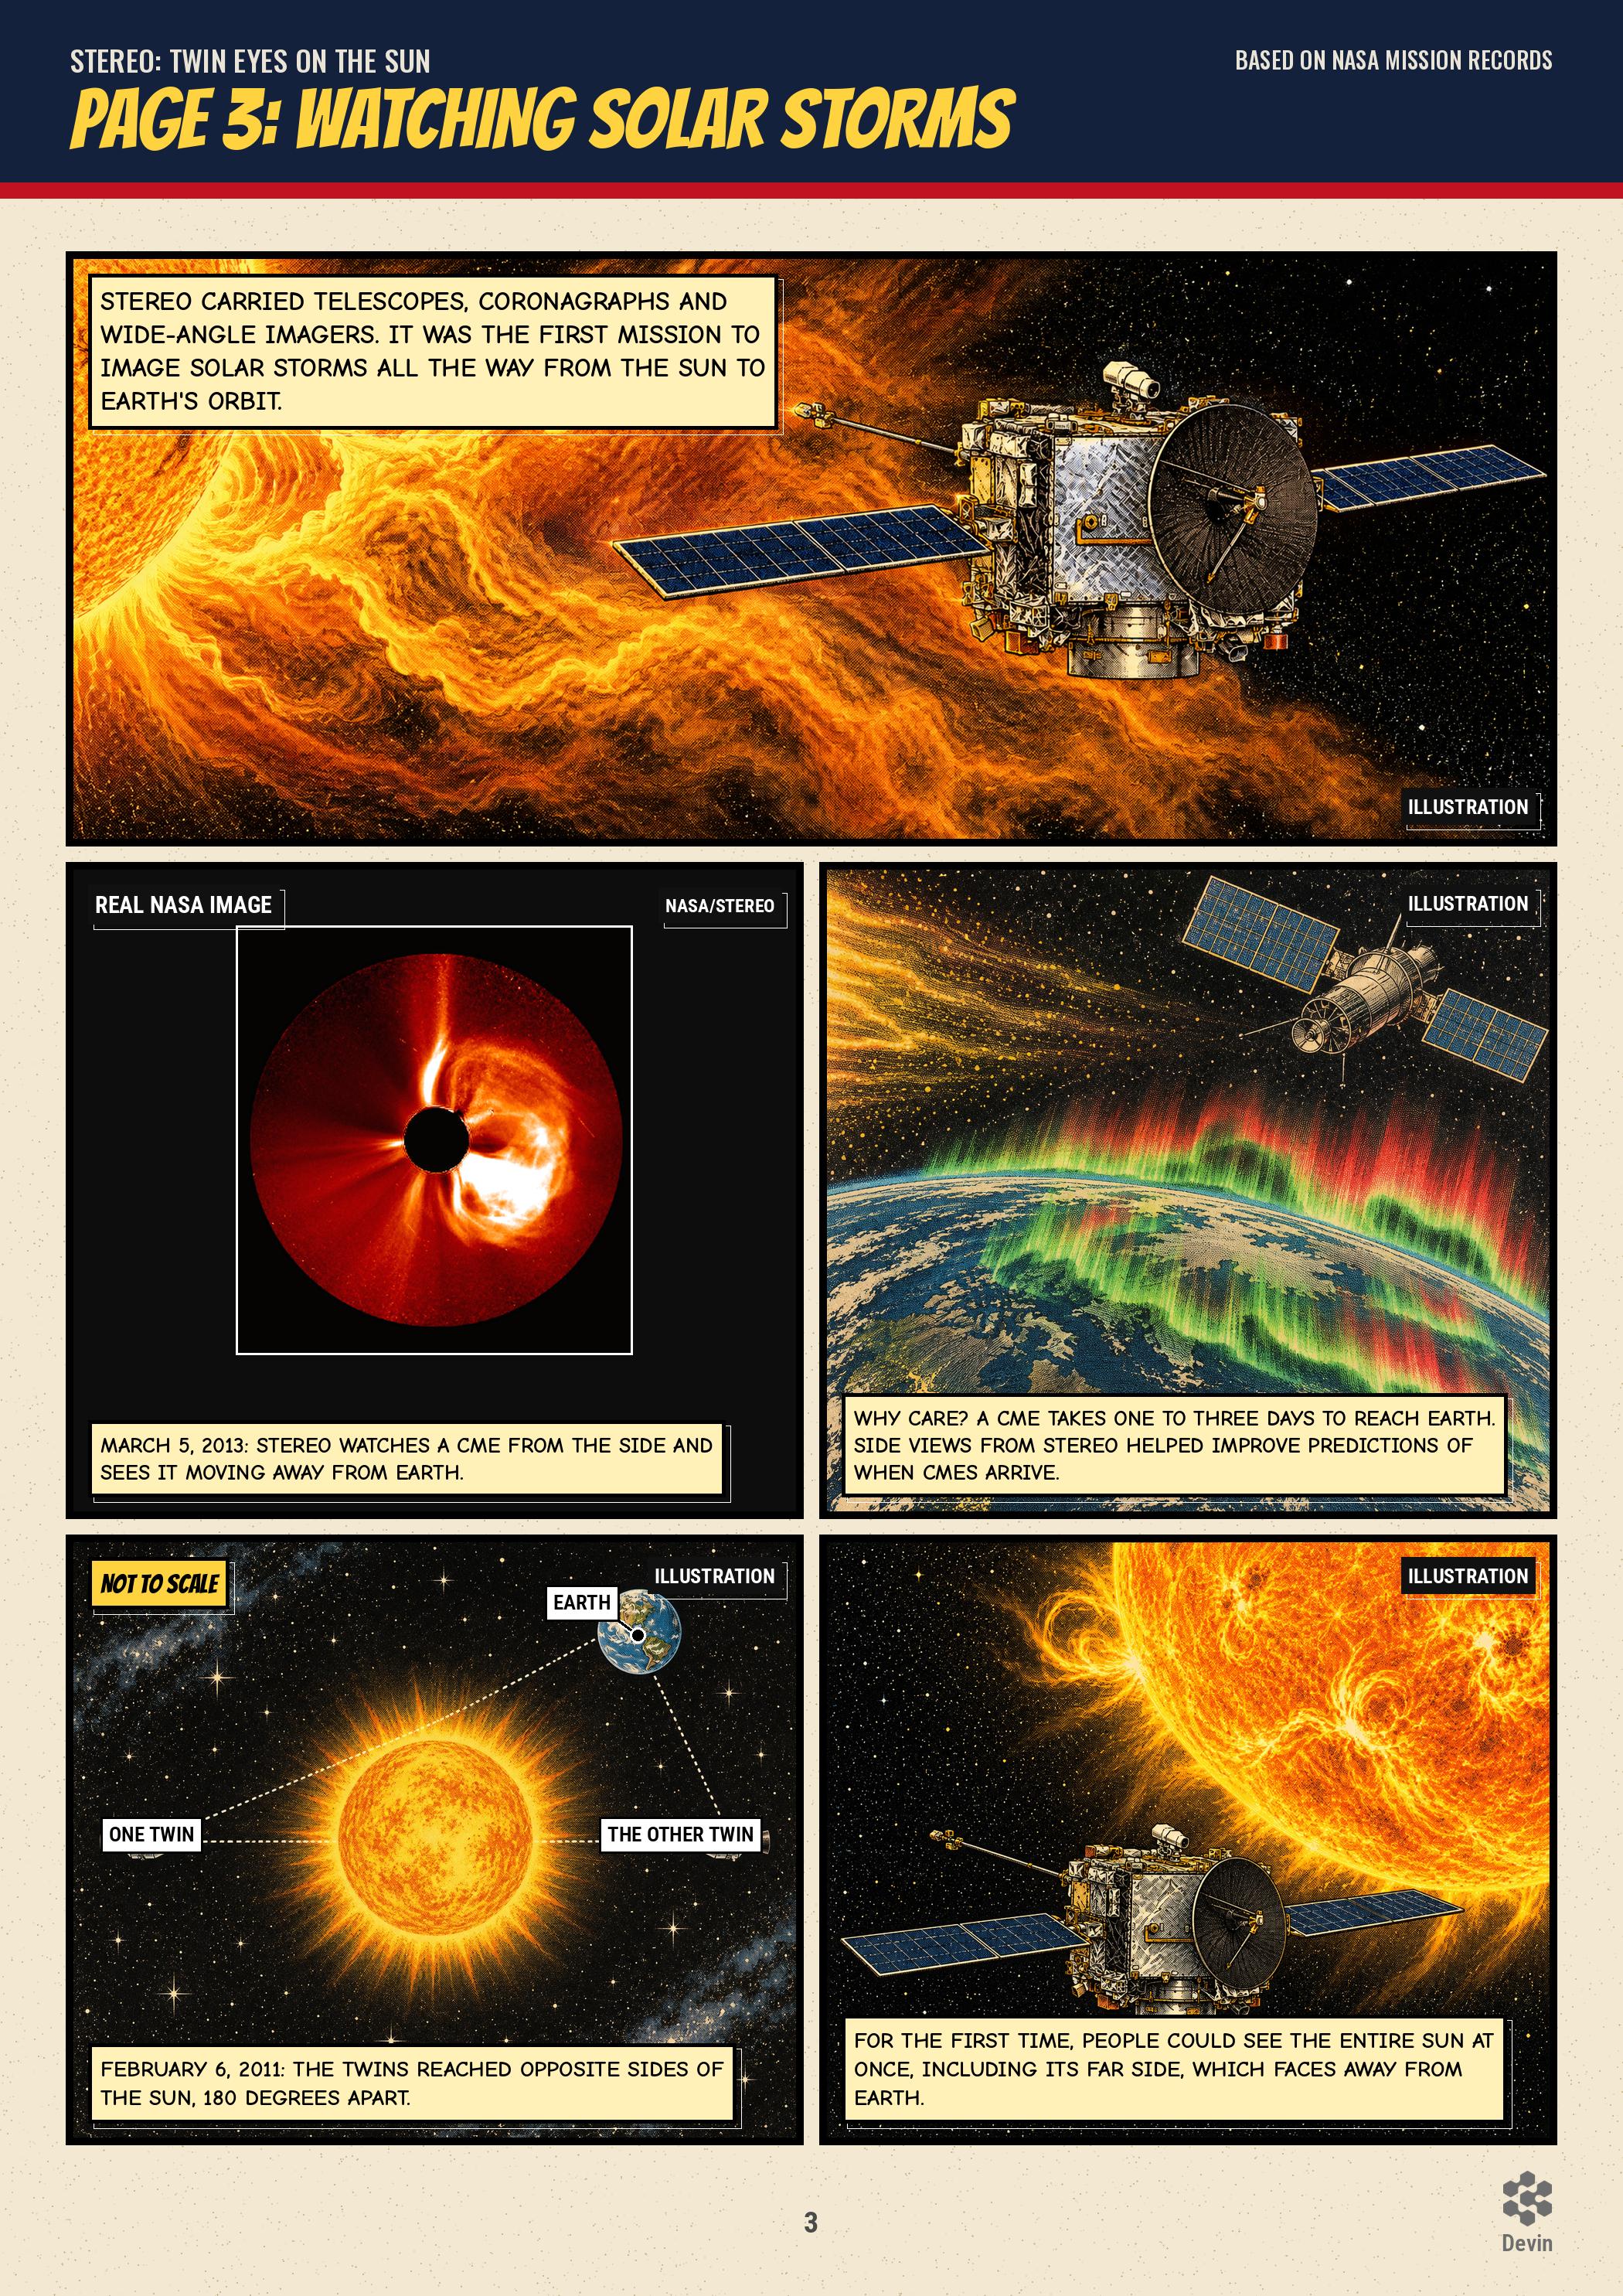 STEREO: TWIN EYES ON THE SUN
BASED ON NASA MISSION RECORDS
PAGE 3: WATCHING SOLAR STORMS
STEREO CARRIED TELESCOPES, CORONAGRAPHS AND
WIDE-ANGLE IMAGERS. IT WAS THE FIRST MISSION TO
IMAGE SOLAR STORMS ALL THE WAY FROM THE SUN TO
EARTH'S ORBIT.
ILLUSTRATION
REAL NASA IMAGE
NASA/STEREO
MARCH 5, 2013: STEREO WATCHES A CME FROM THE SIDE AND
SEES IT MOVING AWAY FROM EARTH.
ILLUSTRATION
WHY CARE? A CME TAKES ONE TO THREE DAYS TO REACH EARTH.
SIDE VIEWS FROM STEREO HELPED IMPROVE PREDICTIONS OF
WHEN CMES ARRIVE.
NOT TO SCALE
ILLUSTRATION
EARTH
ONE TWIN
THE OTHER TWIN
FEBRUARY 6, 2011: THE TWINS REACHED OPPOSITE SIDES OF
THE SUN, 180 DEGREES APART.
ILLUSTRATION
FOR THE FIRST TIME, PEOPLE COULD SEE THE ENTIRE SUN AT
ONCE, INCLUDING ITS FAR SIDE, WHICH FACES AWAY FROM
EARTH.
3
Devin